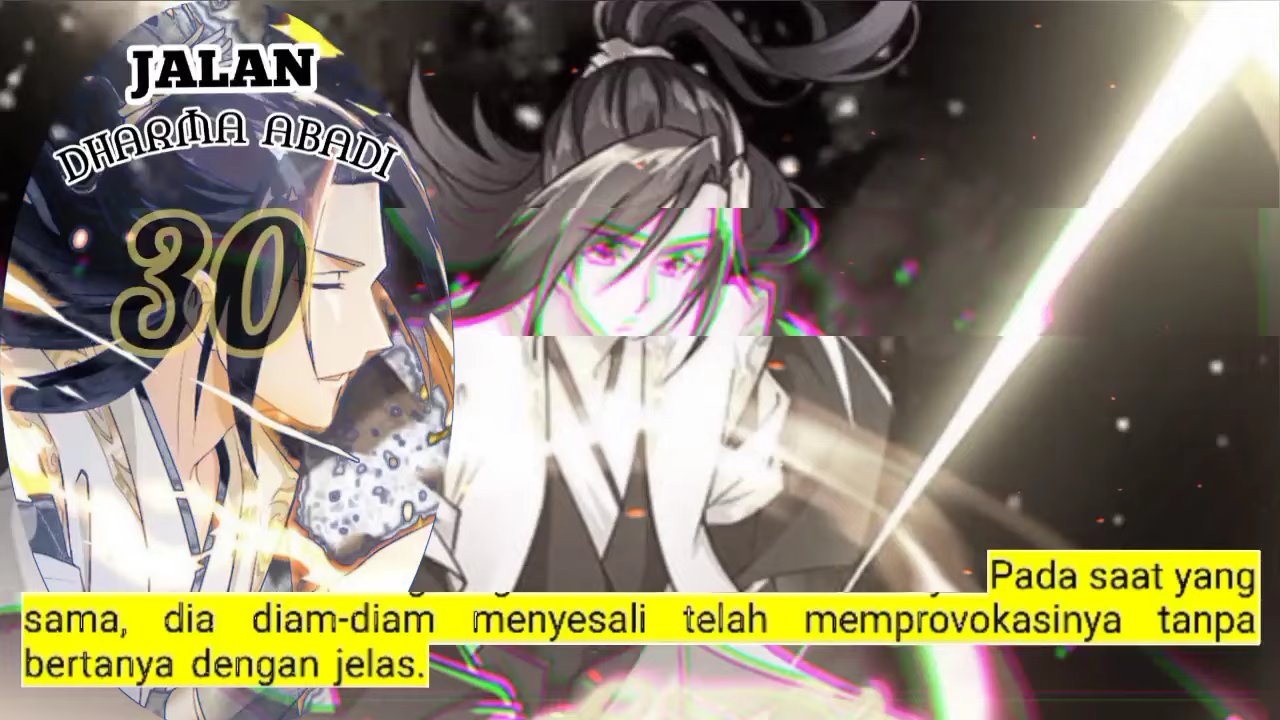 JALAN
DHARMA ABADI
30
Pada saat yang
sama, dia diam-diam menyesali telah memprovokasinya tanpa
bertanya dengan jelas.